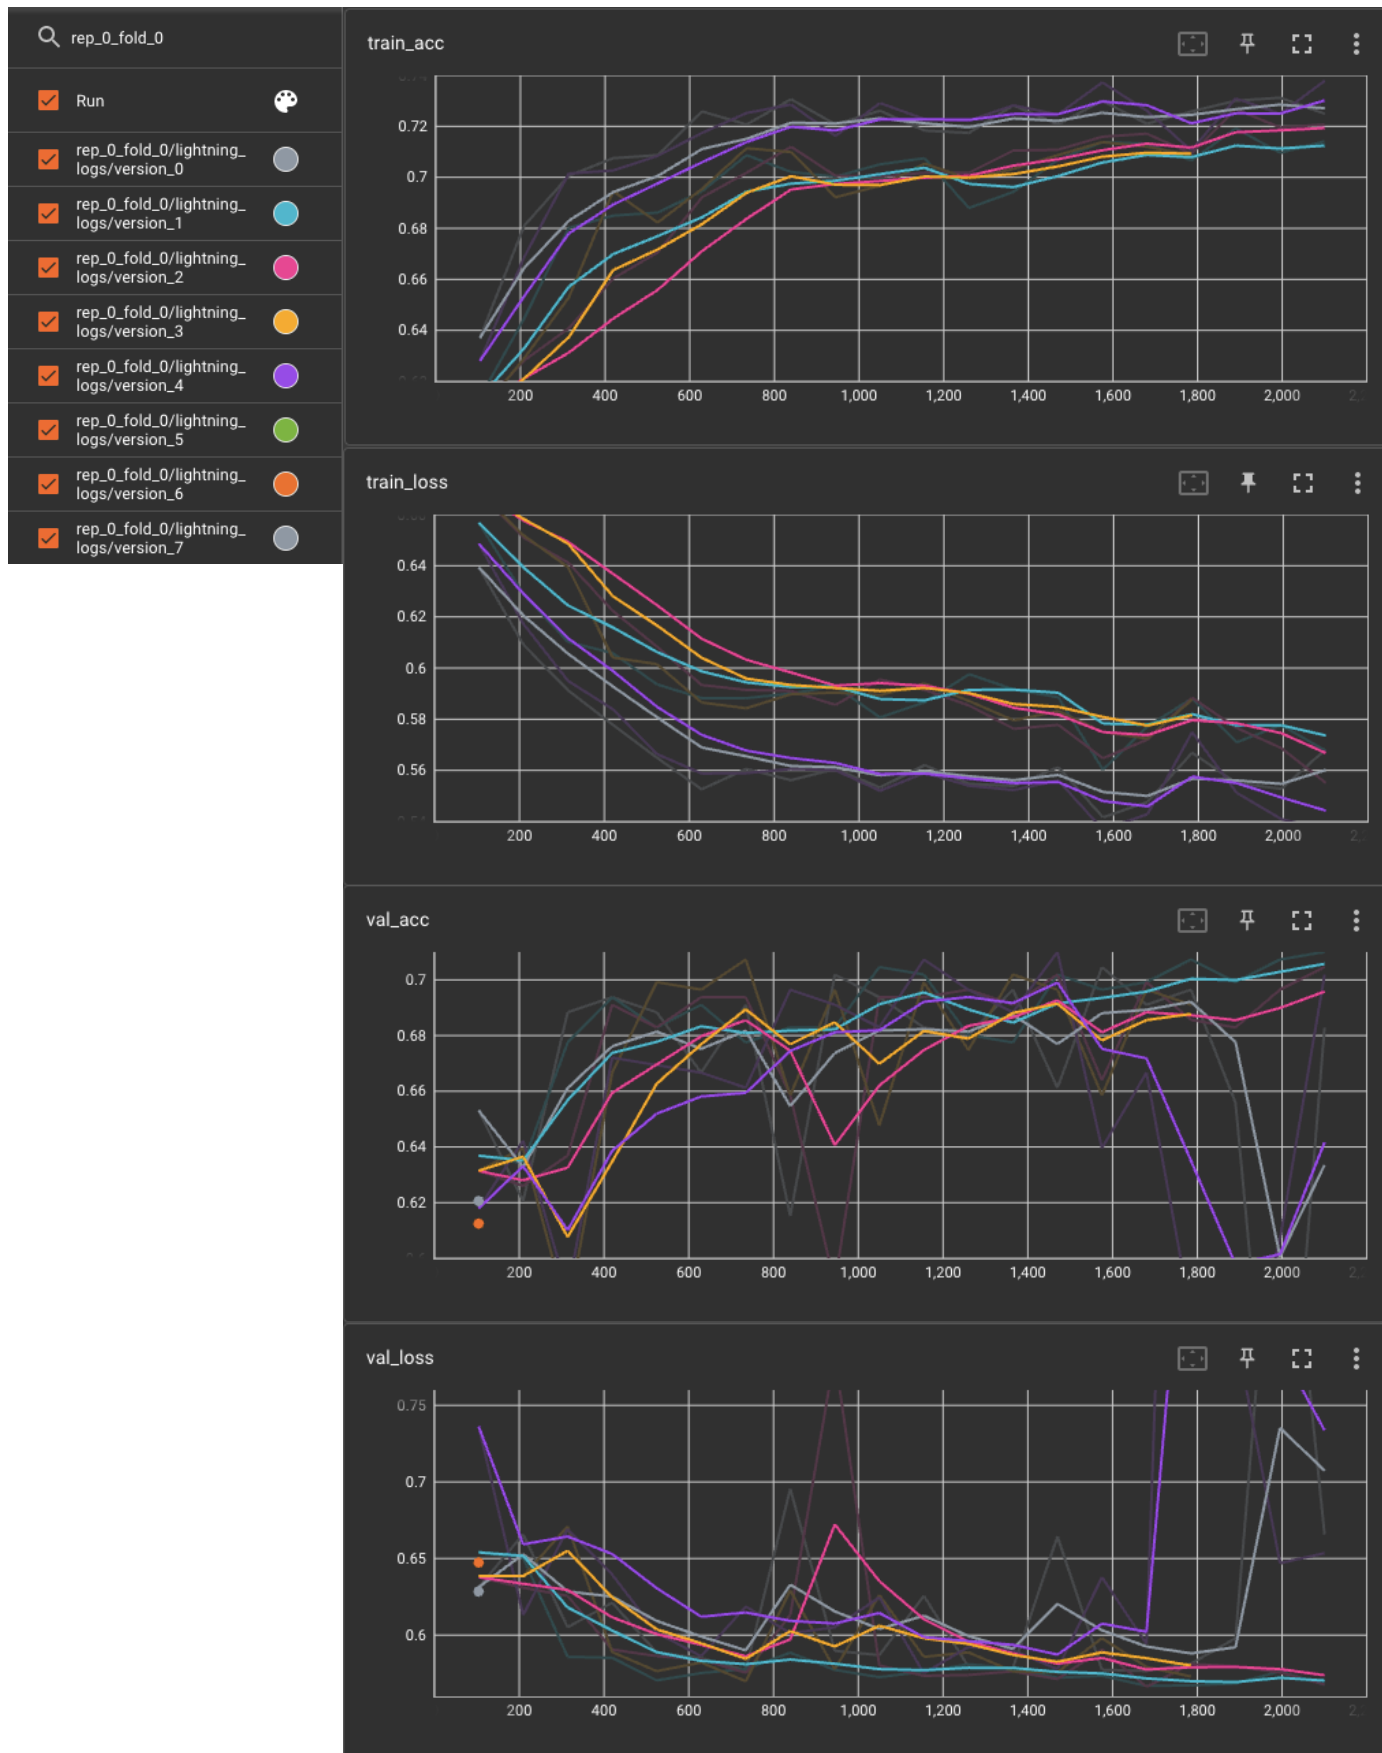 rep_0_fold_0
Run
rep_0_fold_0/lightning_
logs/version_0
rep_0_fold_0/lightning_
logs/version_1
rep_0_fold_0/lightning_
logs/version_2
rep_0_fold_0/lightning_
logs/version_3
rep_0_fold_0/lightning_
logs/version_4
rep_0_fold_0/lightning_
logs/version_5
rep_0_fold_0/lightning_
logs/version_6
rep_0_fold_0/lightning_
logs/version_7
train_acc
0.72
0.7
0.68
0.66
0.64
200 400 600 800 1,000 1,200 1,400 1,600 1,800 2,000
train_loss
0.64
0.62
0.6
0.58
0.56
200 400 600 800 1,000 1,200 1,400 1,600 1,800 2,000
val_acc
0.7
0.68
0.66
0.64
0.62
200 400 600 800 1,000 1,200 1,400 1,600 1,800 2,000
val_loss
0.75
0.7
0.65
0.6
200 400 600 800 1,000 1,200 1,400 1,600 1,800 2,000